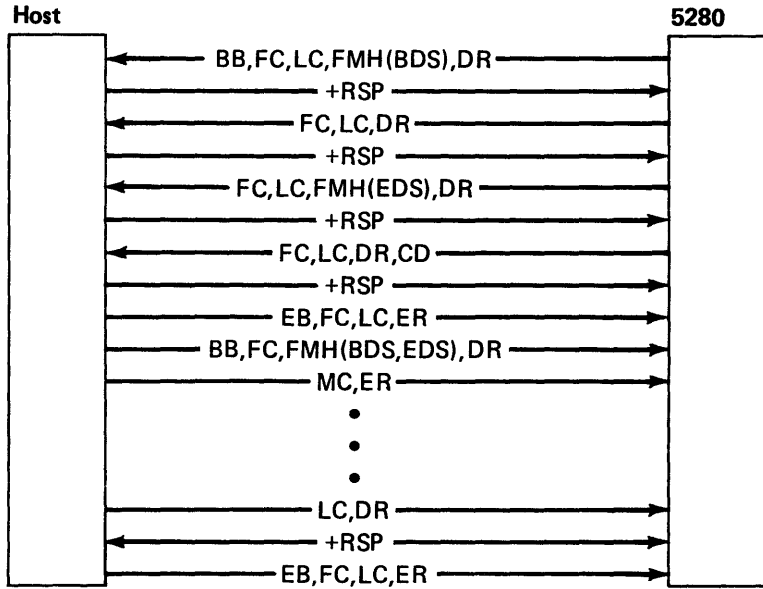 Host 5280
BB,FC,LC,FMH(BDS),DR
+RSP
FC,LC,DR
+RSP
FC,LC,FMH(EDS),DR
+RSP
FC,LC,DR,CD
+RSP
EB,FC,LC,ER
BB,FC,FMH(BDS,EDS),DR
MC,ER
LC,DR
+RSP
EB,FC,LC,ER